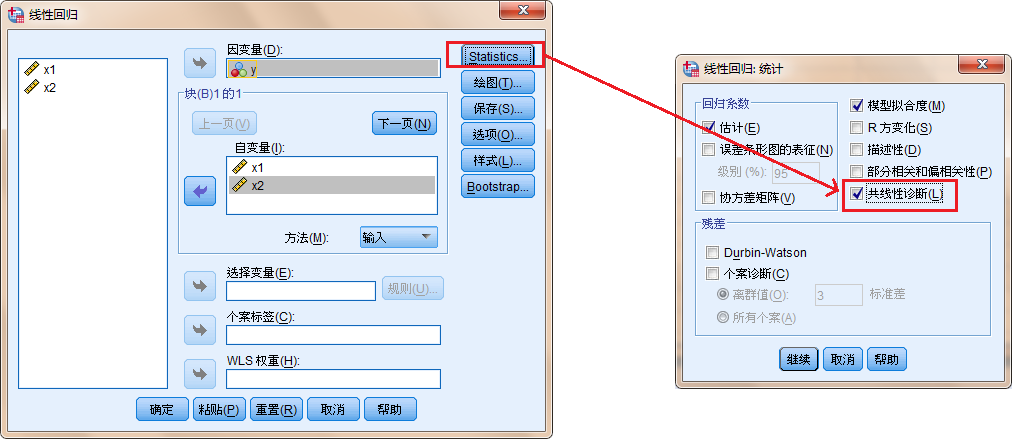 线性回归
x1
x2
因变量(D):
y
块(B)1 的1
上一页(V)
下一页(N)
自变量(I):
x1
x2
方法(M):
输入
选择变量(E):
规则(U)...
个案标签(C):
WLS 权重(H):
Statistics...
绘图(T)...
保存(S)...
选项(O)...
样式(L)...
Bootstrap...
确定
粘贴(P)
重置(R)
取消
帮助
线性回归: 统计
回归系数
估计(E)
误差条形图的表征(N)
级别 (%):
95
协方差矩阵(V)
模型拟合度(M)
R 方变化(S)
描述性(D)
部分相关和偏相关性(P)
共线性诊断(L)
残差
Durbin-Watson
个案诊断(C)
离群值(O):
3
标准差
所有个案(A)
继续
取消
帮助